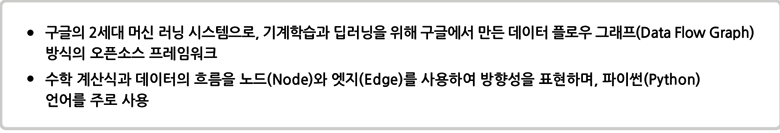 • 구글의 2세대 머신 러닝 시스템으로, 기계학습과 딥러닝을 위해 구글에서 만든 데이터 플로우 그래프(Data Flow Graph)
방식의 오픈소스 프레임워크
• 수학 계산식과 데이터의 흐름을 노드(Node)와 엣지(Edge)를 사용하여 방향성을 표현하며, 파이썬(Python)
언어를 주로 사용